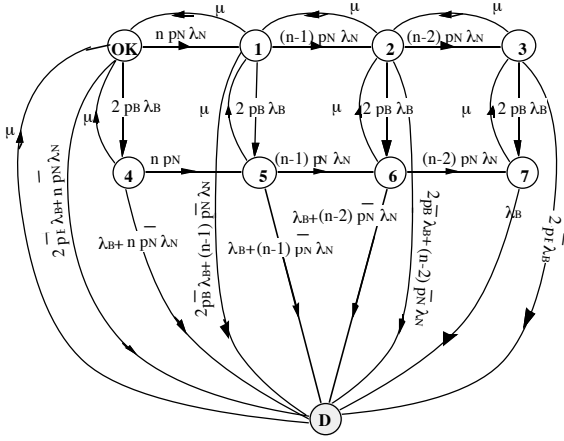 μ μ μ
OK n pN λN 1 (n-1) pN λN 2 (n-2) pN λN 3
μ 2 pB λB μ 2 pB λB μ 2 pB λB μ 2 pB λB
μ
4 n pN 5 (n-1) pN λN 6 (n-2) pN λN 7
2 p̅E λB+ n p̅N λN
λB+ n p̅N λN
2 p̅B λB+ (n-1) p̅N λN
λB+(n-1) p̅N λN
λB+(n-2) p̅N λN
2 p̅B λB+ (n-2) p̅N λN
λB
2 p̅E λB
D